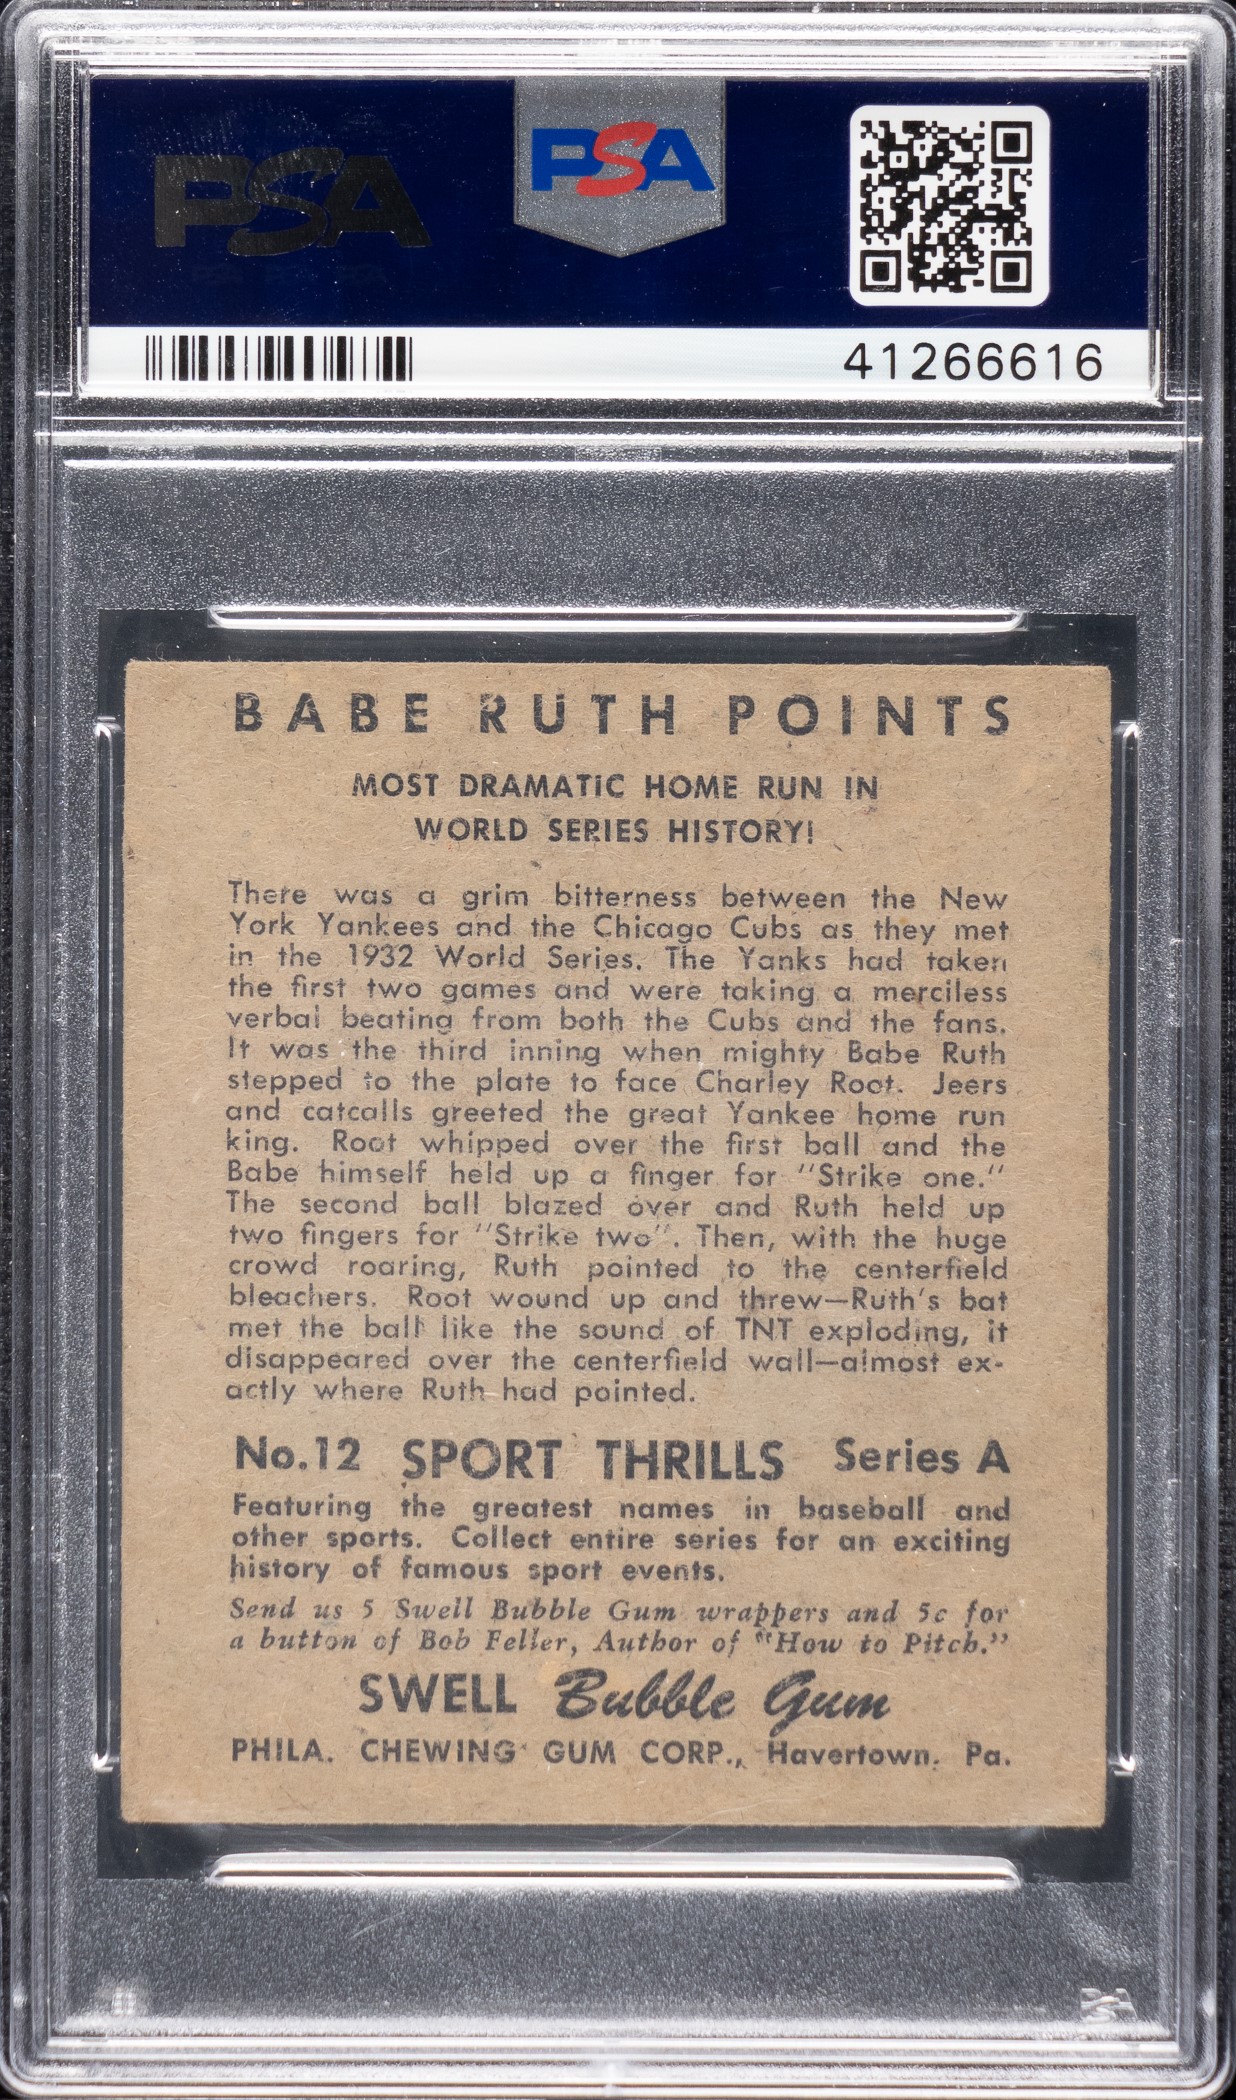 PSA
PSA
41266616
BABE RUTH POINTS
MOST DRAMATIC HOME RUN IN
WORLD SERIES HISTORY!
There was a grim bitterness between the New
York Yankees and the Chicago Cubs as they met
in the 1932 World Series. The Yanks had taken
the first two games and were taking a merciless
verbal beating from both the Cubs and the fans.
It was the third inning when mighty Babe Ruth
stepped to the plate to face Charley Root. Jeers
and catcalls greeted the great Yankee home run
king. Root whipped over the first ball and the
Babe himself held up a finger for "Strike one."
The second ball blazed over and Ruth held up
two fingers for "Strike two". Then, with the huge
crowd roaring, Ruth pointed to the centerfield
bleachers. Root wound up and threw—Ruth's bat
met the ball like the sound of TNT exploding, it
disappeared over the centerfield wall—almost ex-
actly where Ruth had pointed.
No.12 SPORT THRILLS Series A
Featuring the greatest names in baseball and
other sports. Collect entire series for an exciting
history of famous sport events.
Send us 5 Swell Bubble Gum wrappers and 5c for
a button of Bob Feller, Author of "How to Pitch."
SWELL Bubble Gum
PHILA. CHEWING GUM CORP., Havertown, Pa.
PSA